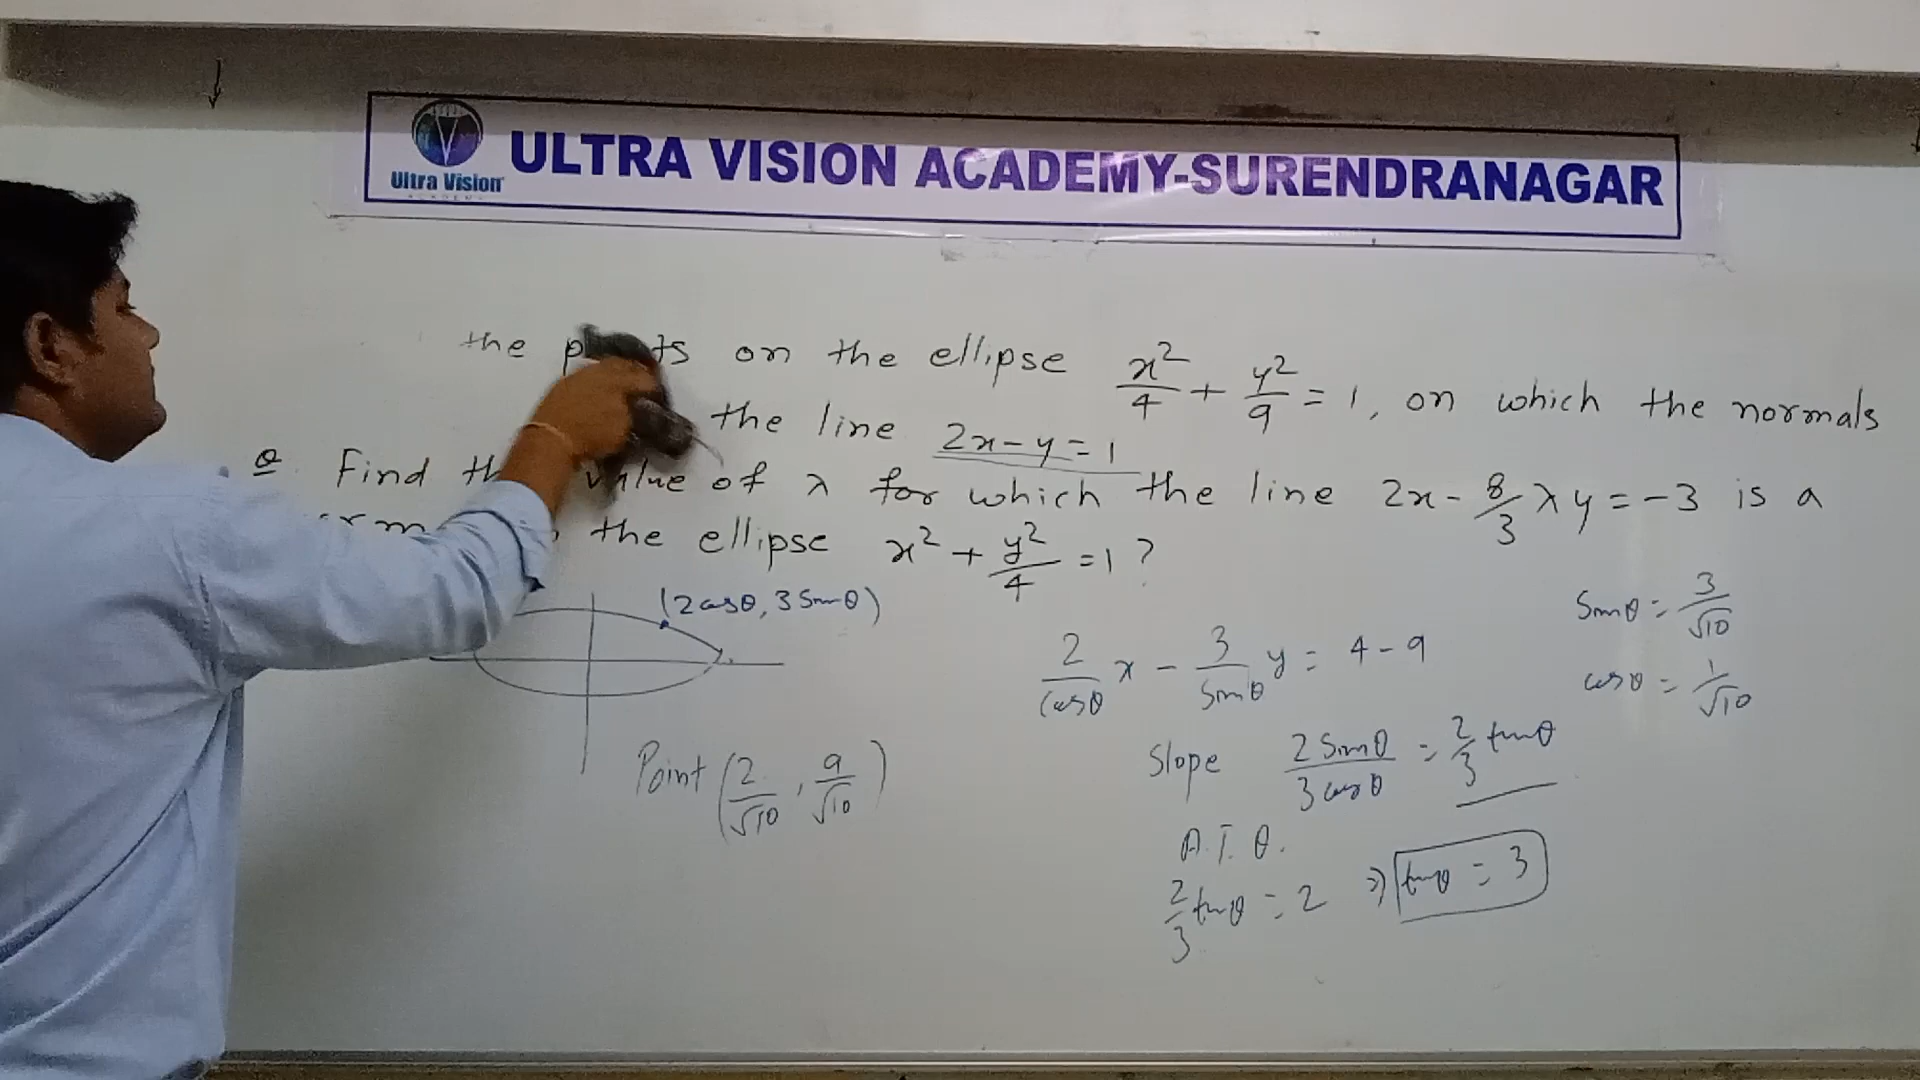 Ultra Vision
ACADEMY
ULTRA VISION ACADEMY-SURENDRANAGAR
the on the ellipse x²/4 + y²/9 = 1, on which the normals
the line 2x - y = 1
Q. Find value of λ for which the line 2x - 8/3 λy = -3 is a
the ellipse x² + y²/4 = 1 ?
(2cosθ, 3Sinθ)
2/cosθ x - 3/Sinθ y = 4 - 9
Sinθ = 3/√10
cosθ = 1/√10
Slope 2Sinθ/3cosθ = 2/3 tanθ
Point (2/√10, 9/√10)
A.T.Q.
2/3 tanθ = 2 ⇒ tanθ = 3